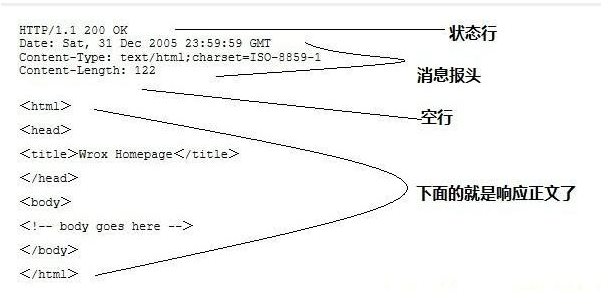 HTTP/1.1 200 OK
状态行
Date: Sat, 31 Dec 2005 23:59:59 GMT
Content-Type: text/html;charset=ISO-8859-1
消息报头
Content-Length: 122
空行
<html>
<head>
<title>Wrox Homepage</title>
</head>
下面的就是响应正文了
<body>
<!-- body goes here -->
</body>
</html>